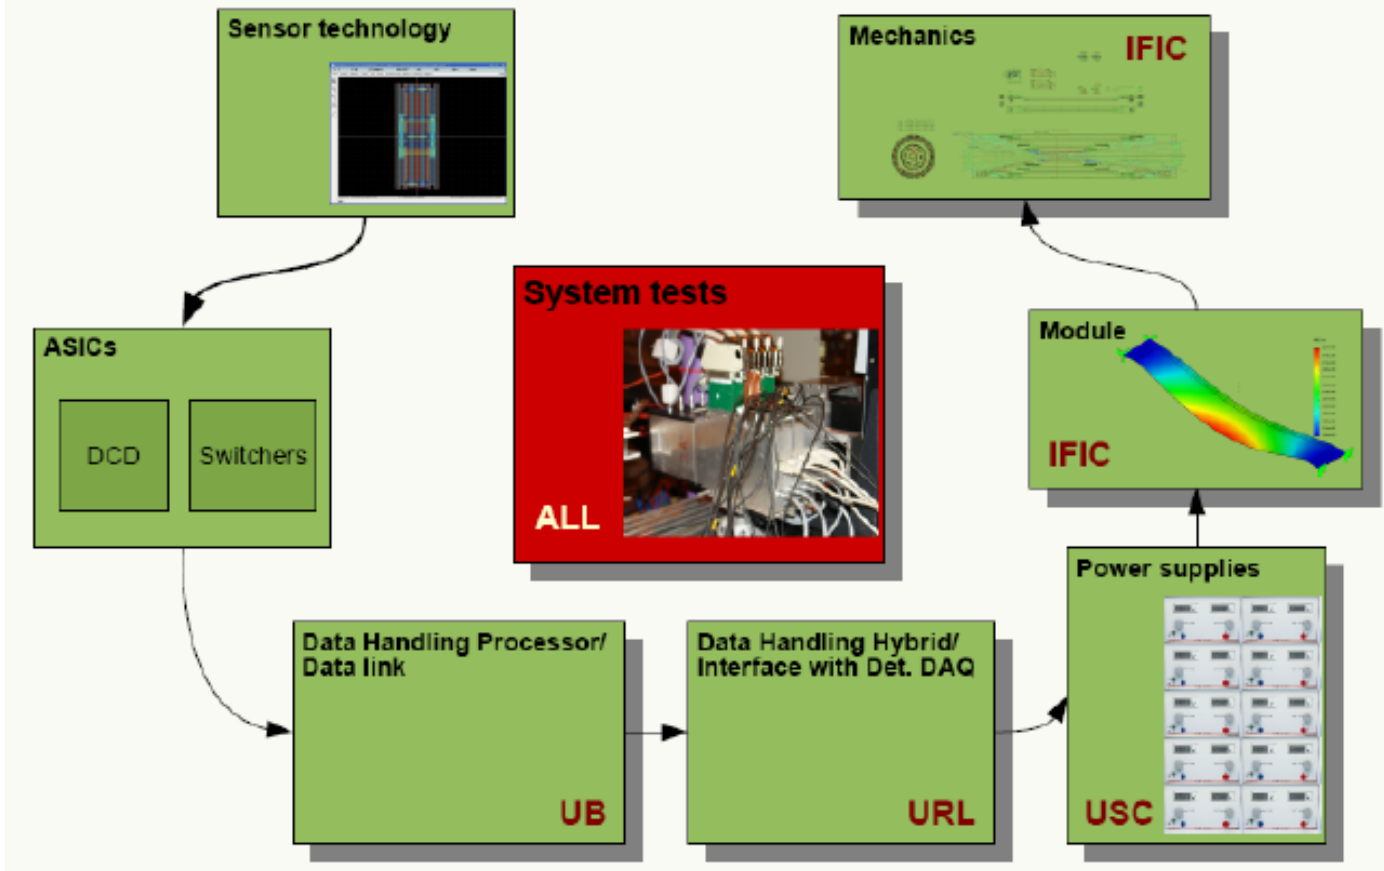 Sensor technology
Mechanics
IFIC
System tests
ALL
ASICs
DCD
Switchers
Module
IFIC
Data Handling Processor/
Data link
UB
Data Handling Hybrid/
Interface with Det. DAQ
URL
Power supplies
USC